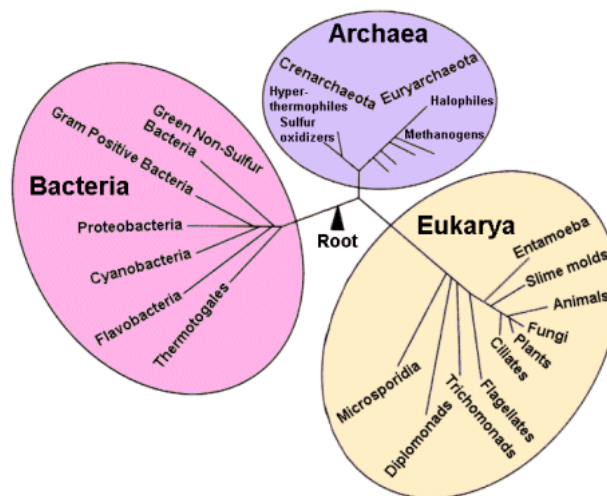 Archaea
Crenarchaeota
Euryarchaeota
Hyper-
thermophiles
Sulfur
oxidizers
Halophiles
Methanogens
Bacteria
Green Non-Sulfur
Bacteria
Gram Positive Bacteria
Proteobacteria
Cyanobacteria
Flavobacteria
Thermotogales
Root
Eukarya
Entamoeba
Slime molds
Animals
Fungi
Plants
Ciliates
Flagellates
Trichomonads
Diplomonads
Microsporidia